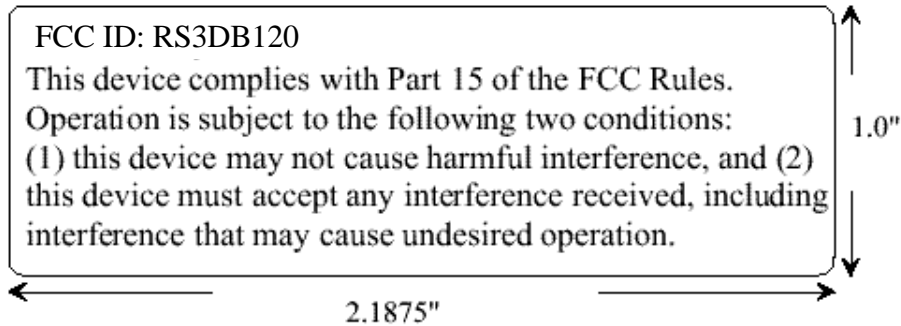 FCC ID: RS3DB120
This device complies with Part 15 of the FCC Rules.
Operation is subject to the following two conditions:
(1) this device may not cause harmful interference, and (2)
this device must accept any interference received, including
interference that may cause undesired operation.
1.0"
2.1875"